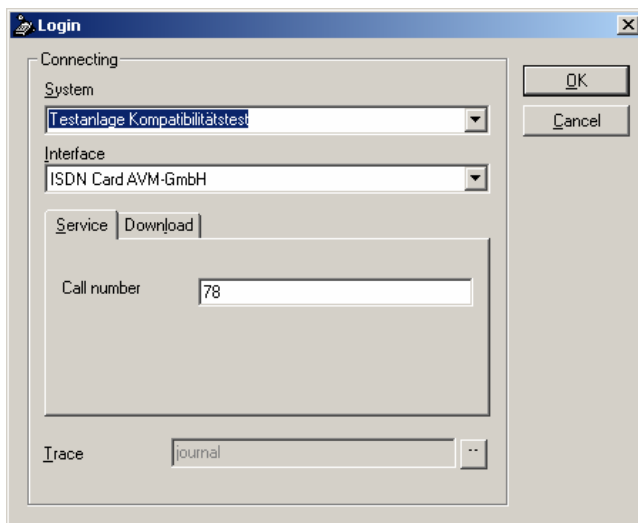 Login
Connecting
System
Testanlage Kompatibilitätstest
Interface
ISDN Card AVM-GmbH
Service Download
Call number 78
Trace journal ..
OK
Cancel